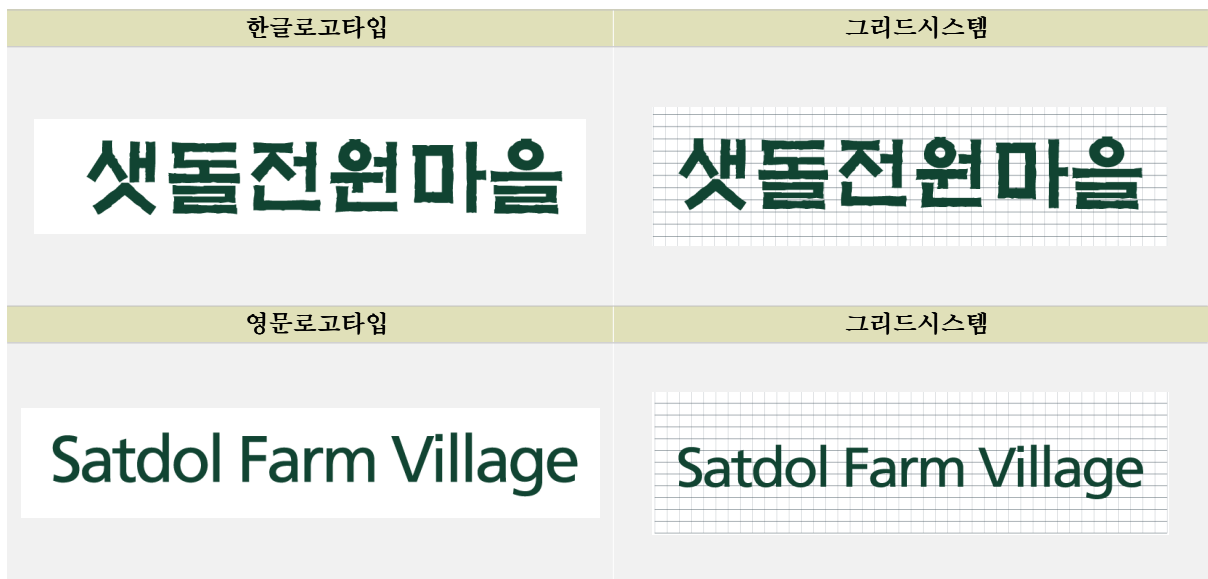 한글로고타입
그리드시스템
샛돌전원마을
샛돌전원마을
영문로고타입
그리드시스템
Satdol Farm Village
Satdol Farm Village